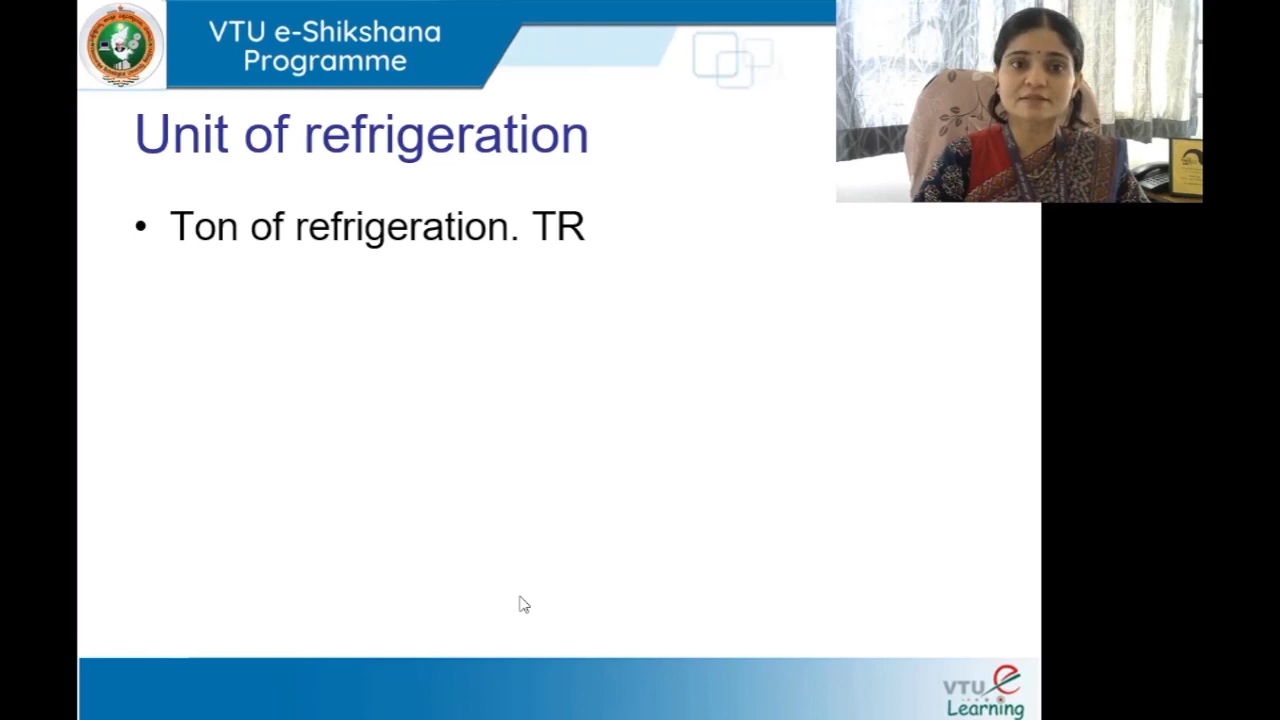 VTU e-Shikshana
Programme
Unit of refrigeration
• Ton of refrigeration. TR
VTU e
Learning